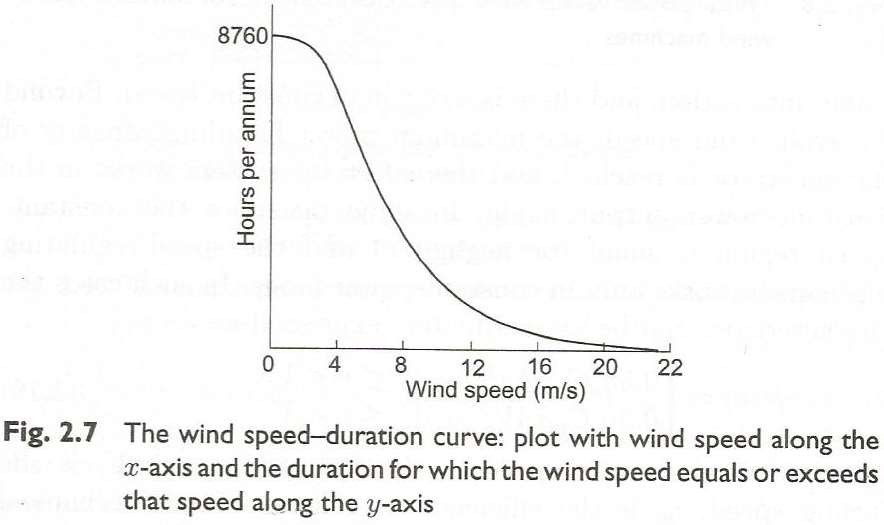 8760
Hours per annum
0 4 8 12 16 20 22
Wind speed (m/s)
Fig. 2.7 The wind speed–duration curve: plot with wind speed along the
x-axis and the duration for which the wind speed equals or exceeds
that speed along the y-axis